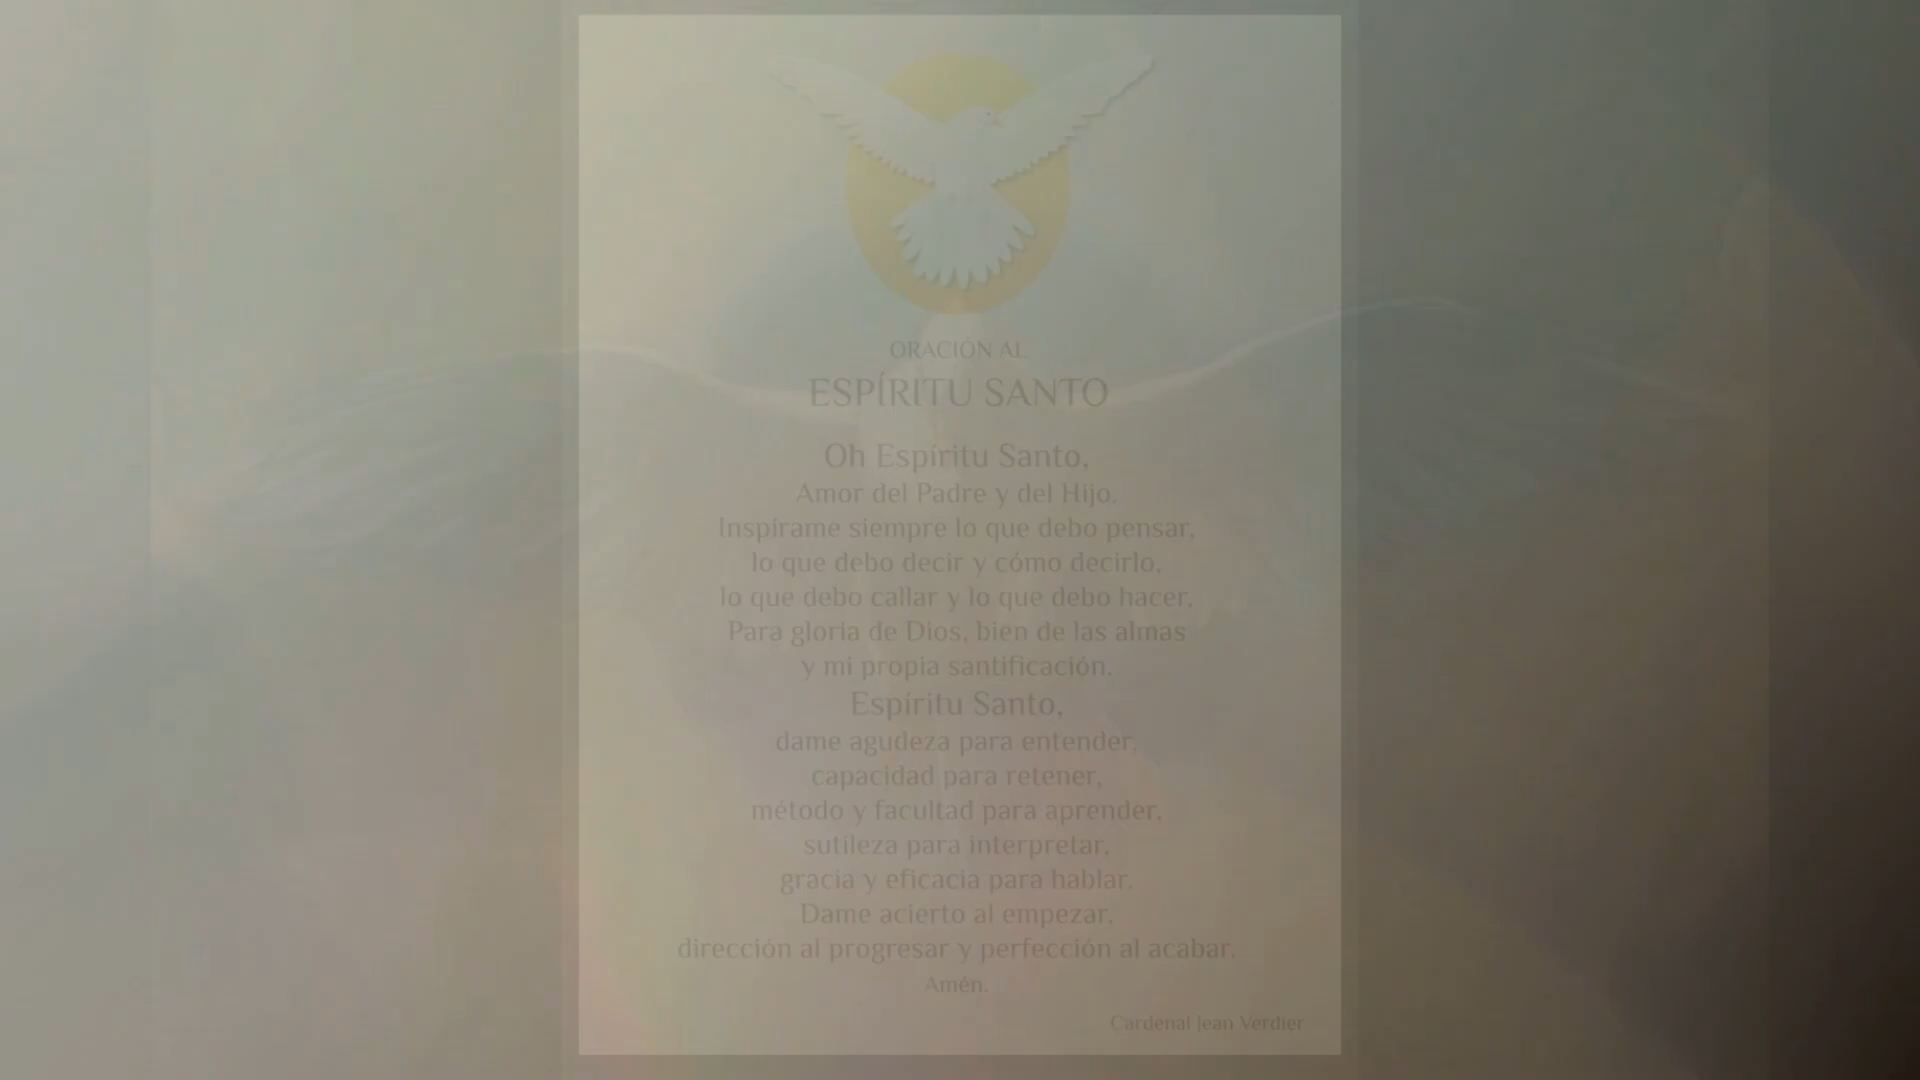 ORACIÓN AL
ESPÍRITU SANTO
Oh Espíritu Santo,
Amor del Padre y del Hijo.
Inspírame siempre lo que debo pensar,
lo que debo decir y cómo decirlo,
lo que debo callar y lo que debo hacer,
Para gloria de Dios, bien de las almas
y mi propia santificación.
Espíritu Santo,
dame agudeza para entender,
capacidad para retener,
método y facultad para aprender,
sutileza para interpretar,
gracia y eficacia para hablar.
Dame acierto al empezar,
dirección al progresar y perfección al acabar.
Amén.
Cardenal Jean Verdier